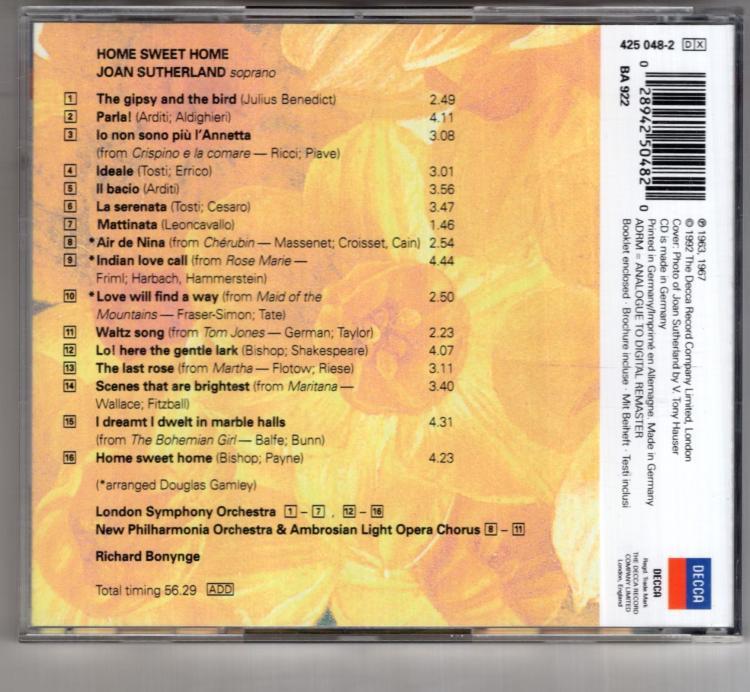 HOME SWEET HOME
JOAN SUTHERLAND soprano
1 The gipsy and the bird (Julius Benedict) 2.49
2 Parla! (Arditi; Aldighieri) 4.11
3 Io non sono più l'Annetta 3.08
(from Crispino e la comare — Ricci; Piave)
4 Ideale (Tosti; Errico) 3.01
5 Il bacio (Arditi) 3.56
6 La serenata (Tosti; Cesaro) 3.47
7 Mattinata (Leoncavallo) 1.46
8 *Air de Nina (from Chérubin — Massenet; Croisset, Cain) 2.54
9 *Indian love call (from Rose Marie — 4.44
Friml; Harbach, Hammerstein)
10 *Love will find a way (from Maid of the 2.50
Mountains — Fraser-Simon; Tate)
11 Waltz song (from Tom Jones — German; Taylor) 2.23
12 Lo! here the gentle lark (Bishop; Shakespeare) 4.07
13 The last rose (from Martha — Flotow; Riese) 3.11
14 Scenes that are brightest (from Maritana — 3.40
Wallace; Fitzball)
15 I dreamt I dwelt in marble halls 4.31
(from The Bohemian Girl — Balfe; Bunn)
16 Home sweet home (Bishop; Payne) 4.23
(*arranged Douglas Gamley)
London Symphony Orchestra 1 – 7 , 12 – 16
New Philharmonia Orchestra & Ambrosian Light Opera Chorus 8 – 11
Richard Bonynge
Total timing 56.29 ADD
425 048-2 DX
BA 922
0 28942 50482 0
℗ 1963, 1967
© 1992 The Decca Record Company Limited, London
Cover: Photo of Joan Sutherland by V. Tony Hauser
CD is made in Germany
Printed in Germany/Imprimé en Allemagne. Made in Germany
ADRM = ANALOGUE TO DIGITAL REMASTER
Booklet enclosed · Brochure incluse · Mit Beiheft · Testi inclusi
DECCA
DECCA
Regd. Trade Mark
THE DECCA RECORD
COMPANY LIMITED
London, England